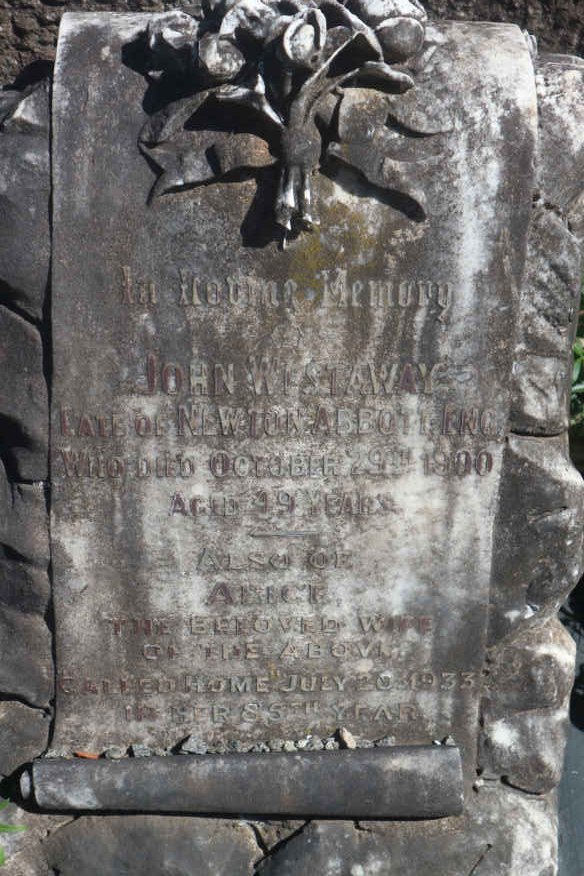 In Loving Memory
OF
JOHN WESTAWAY
LATE OF NEWTON ABBOTT ENG.
WHO DIED OCTOBER 29TH 1900
AGED 49 YEARS
ALSO OF
ALICE
THE BELOVED WIFE
OF THE ABOVE
"CALLED HOME" JULY 20. 1933
IN HER 85TH YEAR